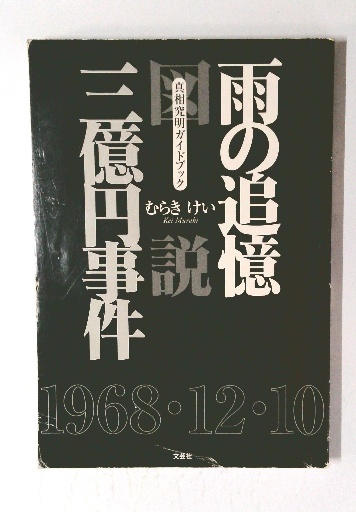 雨の追憶
図説
三億円事件
真相究明ガイドブック
むらき けい
Kei Muraki
1968・12・10
文芸社